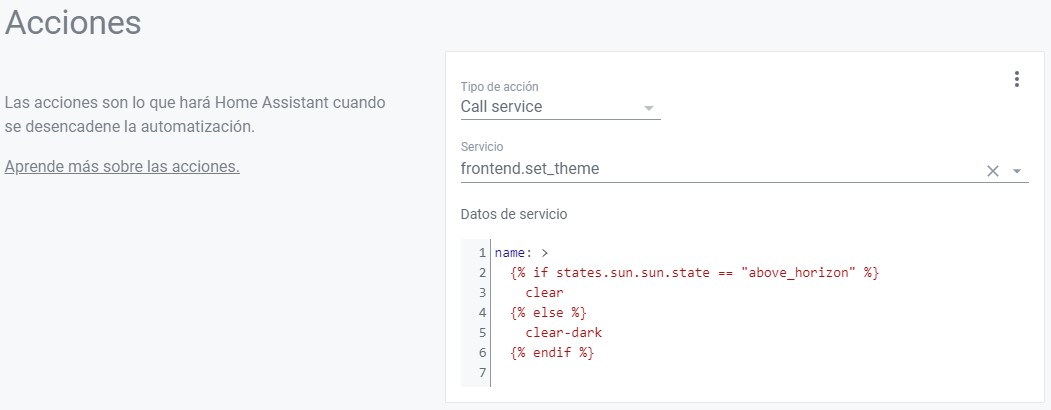 Acciones
Las acciones son lo que hará Home Assistant cuando
se desencadene la automatización.
Aprende más sobre las acciones.
Tipo de acción
Call service
Servicio
frontend.set_theme
Datos de servicio
1 name: >
2   {% if states.sun.sun.state == "above_horizon" %}
3     clear
4   {% else %}
5     clear-dark
6   {% endif %}
7